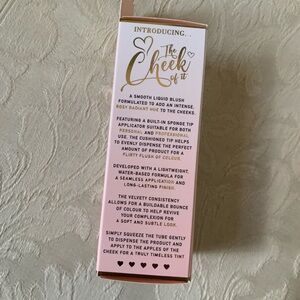 INTRODUCING. .
The
Cheek
of it
A SMOOTH LIQUID BLUSH
FORMULATED TO ADD AN INTENSE,
ROSY RADIANT HUE TO THE CHEEKS.
FEATURING A BUILT-IN SPONGE TIP
APPLICATOR SUITABLE FOR BOTH
PERSONAL AND PROFESSIONAL
USE. THE CUSHIONED TIP HELPS
TO EVENLY DISPENSE THE PERFECT
AMOUNT OF PRODUCT FOR A
FLIRTY FLUSH OF COLOUR.
DEVELOPED WITH A LIGHTWEIGHT,
WATER-BASED FORMULA FOR
A SEAMLESS APPLICATION AND
LONG-LASTING FINISH.
THE VELVETY CONSISTENCY
ALLOWS FOR A BUILDABLE BOUNCE
OF COLOUR TO HELP REVIVE
YOUR COMPLEXION FOR
A SOFT AND SUBTLE LOOK.
SIMPLY SQUEEZE THE TUBE GENTLY
TO DISPENSE THE PRODUCT AND
APPLY TO THE APPLES OF THE
CHEEK FOR A TRULY TIMELESS TINT